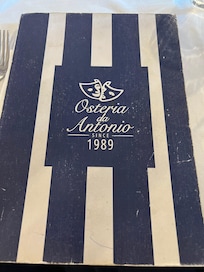 Osteria
da
Antonio
SINCE
1989